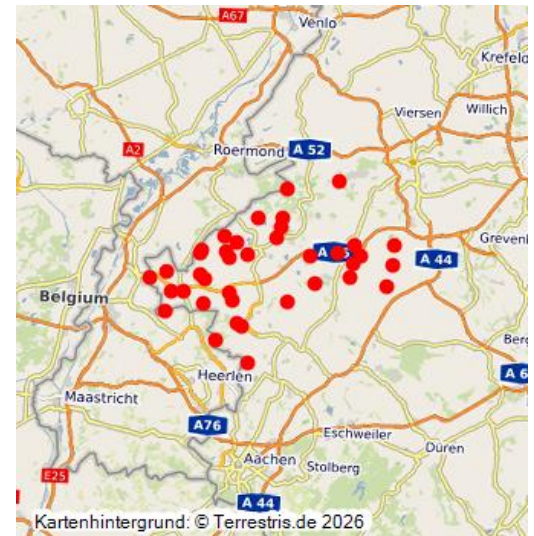 A67
Venlo
Krefeld
Viersen
Willich
A2
Roermond
A 52
Grevenb
A 44
Belgium
Berg
Heerlen
A 6
Maastricht
A76
Eschweiler
Düren
Aachen
Stolberg
E25
A 44
Kartenhintergrund: © Terrestris.de 2026